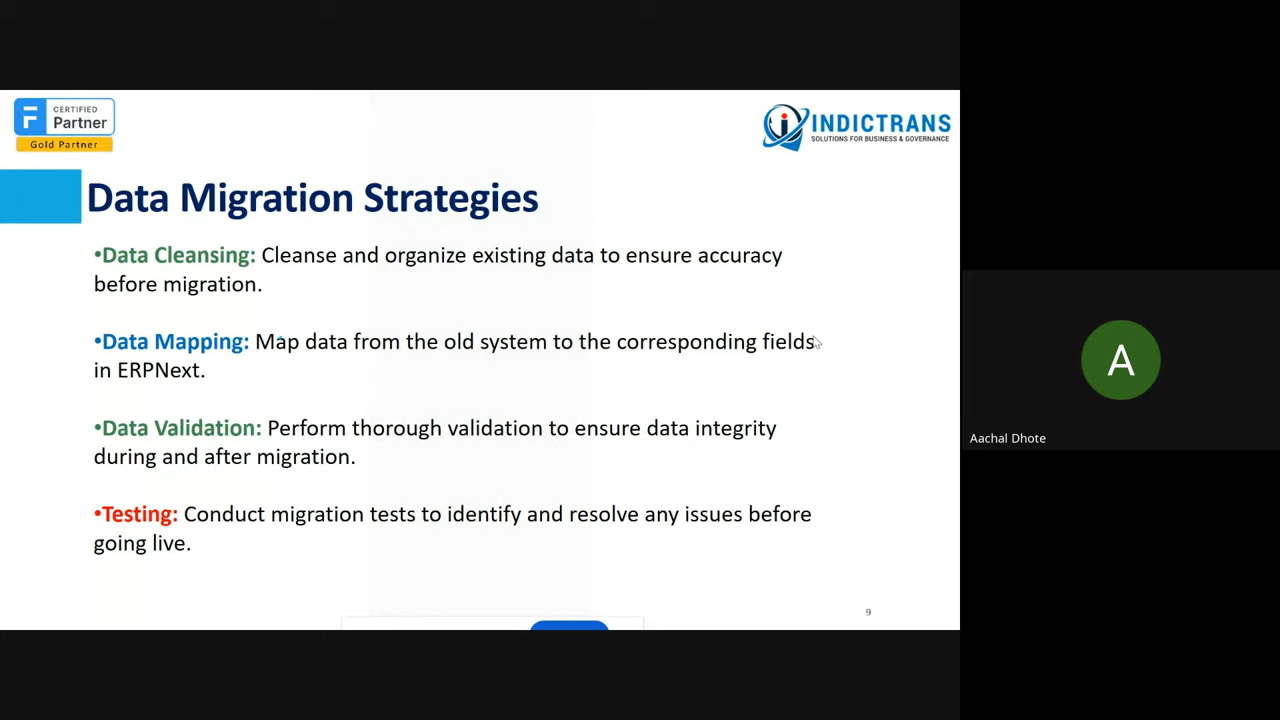 F CERTIFIED
Partner
Gold Partner
INDICTRANS
SOLUTIONS FOR BUSINESS & GOVERNANCE
Data Migration Strategies
•Data Cleansing: Cleanse and organize existing data to ensure accuracy
before migration.
•Data Mapping: Map data from the old system to the corresponding fields
in ERPNext.
•Data Validation: Perform thorough validation to ensure data integrity
during and after migration.
•Testing: Conduct migration tests to identify and resolve any issues before
going live.
9
A
Aachal Dhote